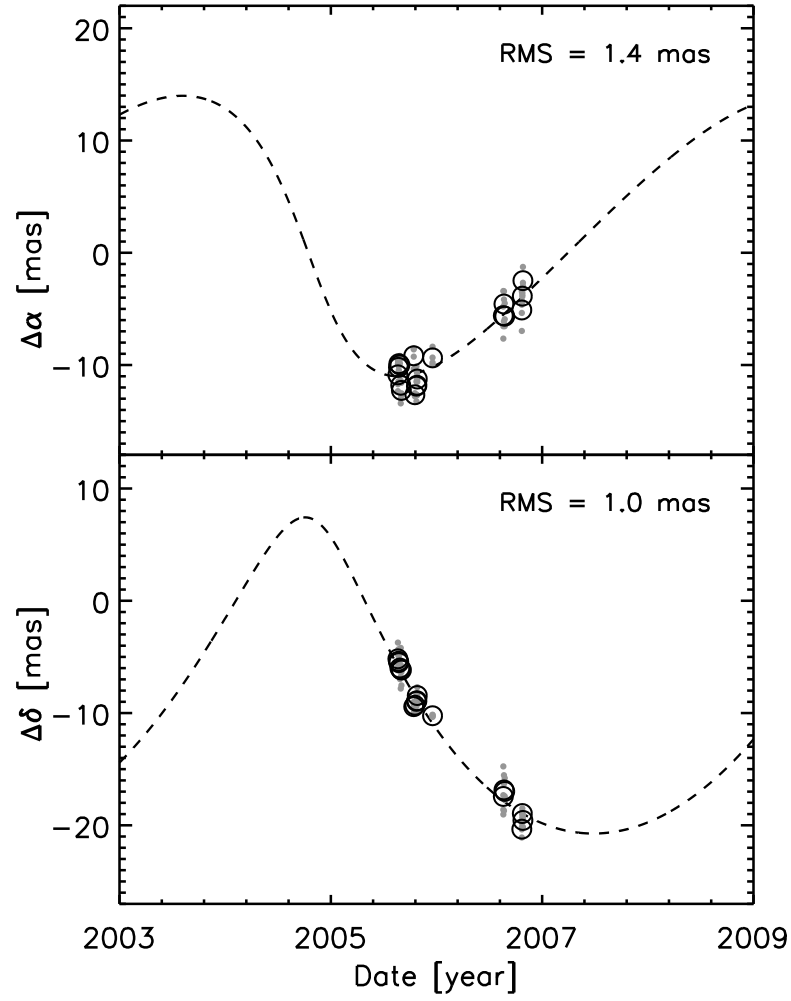 20
RMS = 1.4 mas
10
0
−10
Δα [mas]
10
RMS = 1.0 mas
0
−10
−20
Δδ [mas]
2003 2005 2007 2009
Date [year]